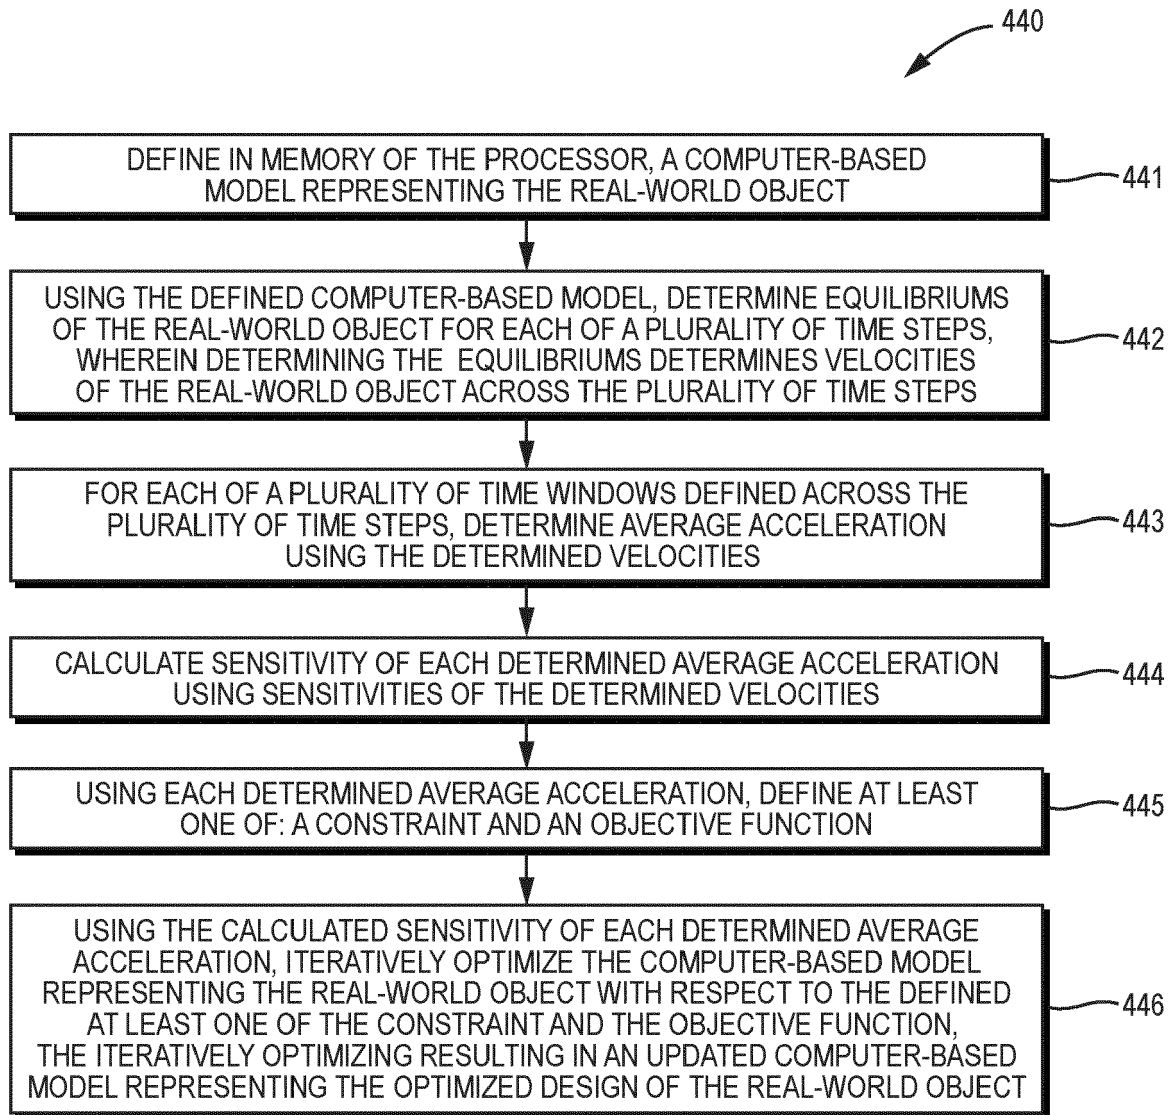 440
DEFINE IN MEMORY OF THE PROCESSOR, A COMPUTER-BASED
MODEL REPRESENTING THE REAL-WORLD OBJECT
441
USING THE DEFINED COMPUTER-BASED MODEL, DETERMINE EQUILIBRIUMS
OF THE REAL-WORLD OBJECT FOR EACH OF A PLURALITY OF TIME STEPS,
WHEREIN DETERMINING THE EQUILIBRIUMS DETERMINES VELOCITIES
OF THE REAL-WORLD OBJECT ACROSS THE PLURALITY OF TIME STEPS
442
FOR EACH OF A PLURALITY OF TIME WINDOWS DEFINED ACROSS THE
PLURALITY OF TIME STEPS, DETERMINE AVERAGE ACCELERATION
USING THE DETERMINED VELOCITIES
443
CALCULATE SENSITIVITY OF EACH DETERMINED AVERAGE ACCELERATION
USING SENSITIVITIES OF THE DETERMINED VELOCITIES
444
USING EACH DETERMINED AVERAGE ACCELERATION, DEFINE AT LEAST
ONE OF: A CONSTRAINT AND AN OBJECTIVE FUNCTION
445
USING THE CALCULATED SENSITIVITY OF EACH DETERMINED AVERAGE
ACCELERATION, ITERATIVELY OPTIMIZE THE COMPUTER-BASED MODEL
REPRESENTING THE REAL-WORLD OBJECT WITH RESPECT TO THE DEFINED
AT LEAST ONE OF THE CONSTRAINT AND THE OBJECTIVE FUNCTION,
THE ITERATIVELY OPTIMIZING RESULTING IN AN UPDATED COMPUTER-BASED
MODEL REPRESENTING THE OPTIMIZED DESIGN OF THE REAL-WORLD OBJECT
446